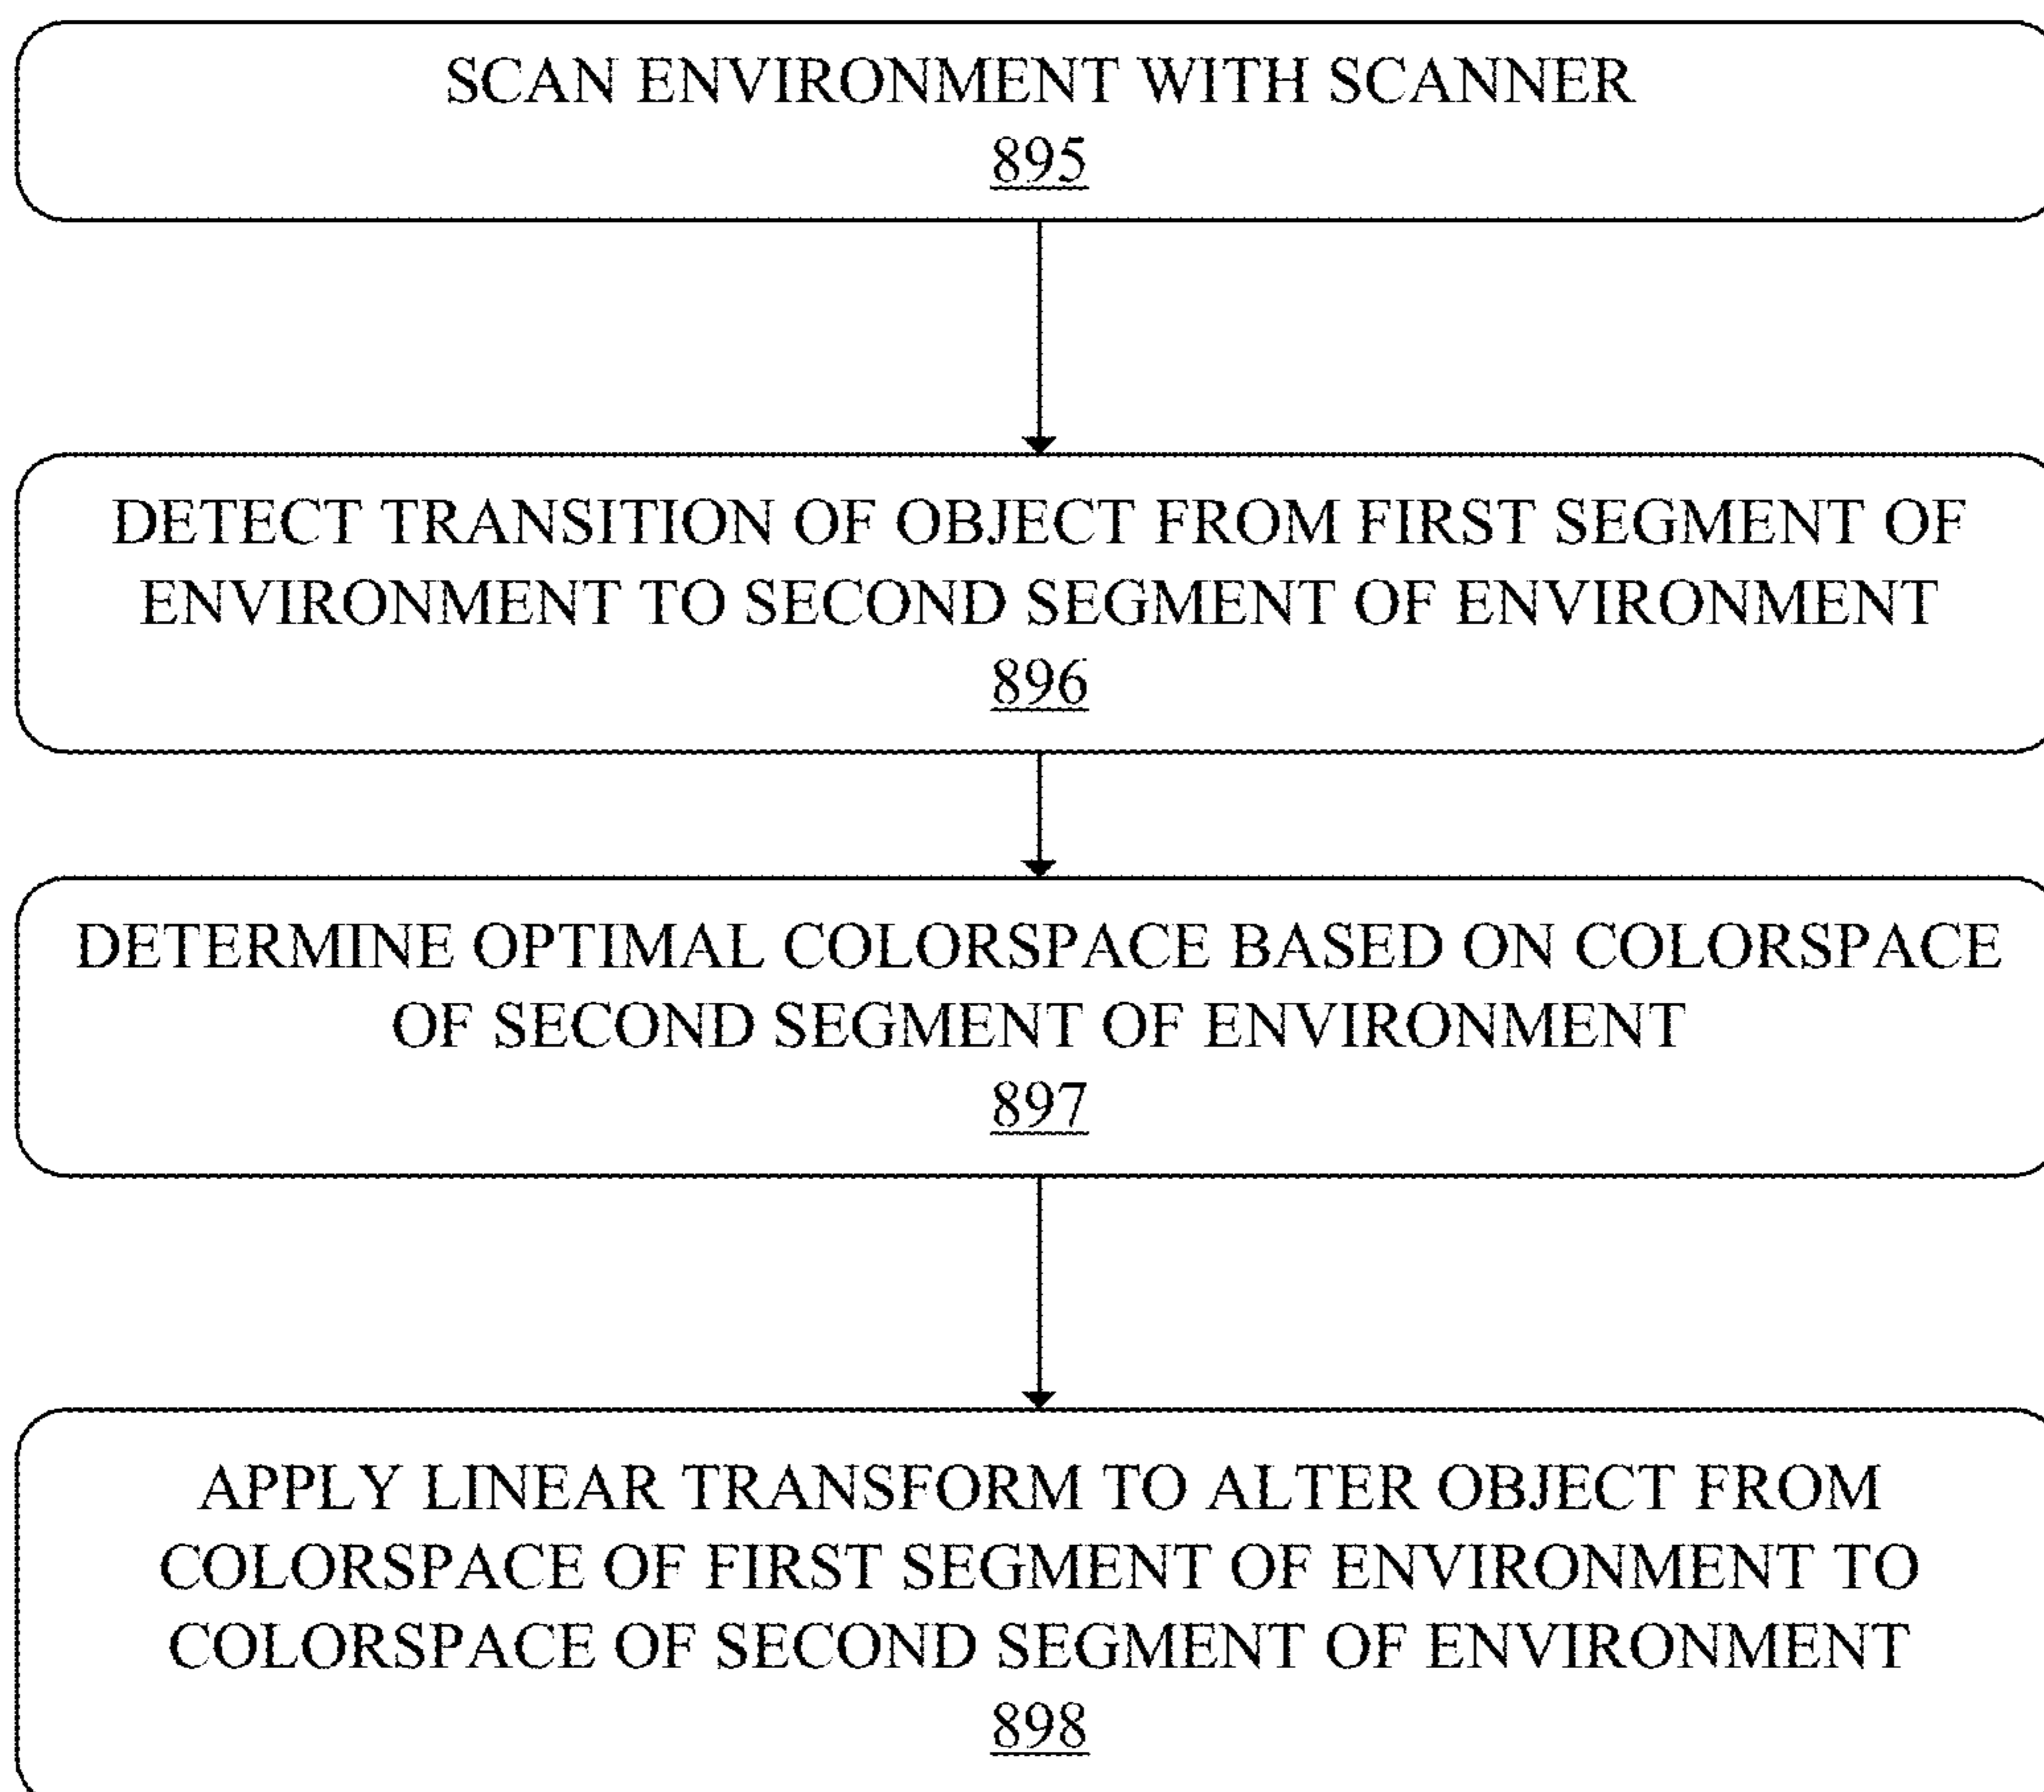 SCAN ENVIRONMENT WITH SCANNER
895
DETECT TRANSITION OF OBJECT FROM FIRST SEGMENT OF
ENVIRONMENT TO SECOND SEGMENT OF ENVIRONMENT
896
DETERMINE OPTIMAL COLORSPACE BASED ON COLORSPACE
OF SECOND SEGMENT OF ENVIRONMENT
897
APPLY LINEAR TRANSFORM TO ALTER OBJECT FROM
COLORSPACE OF FIRST SEGMENT OF ENVIRONMENT TO
COLORSPACE OF SECOND SEGMENT OF ENVIRONMENT
898